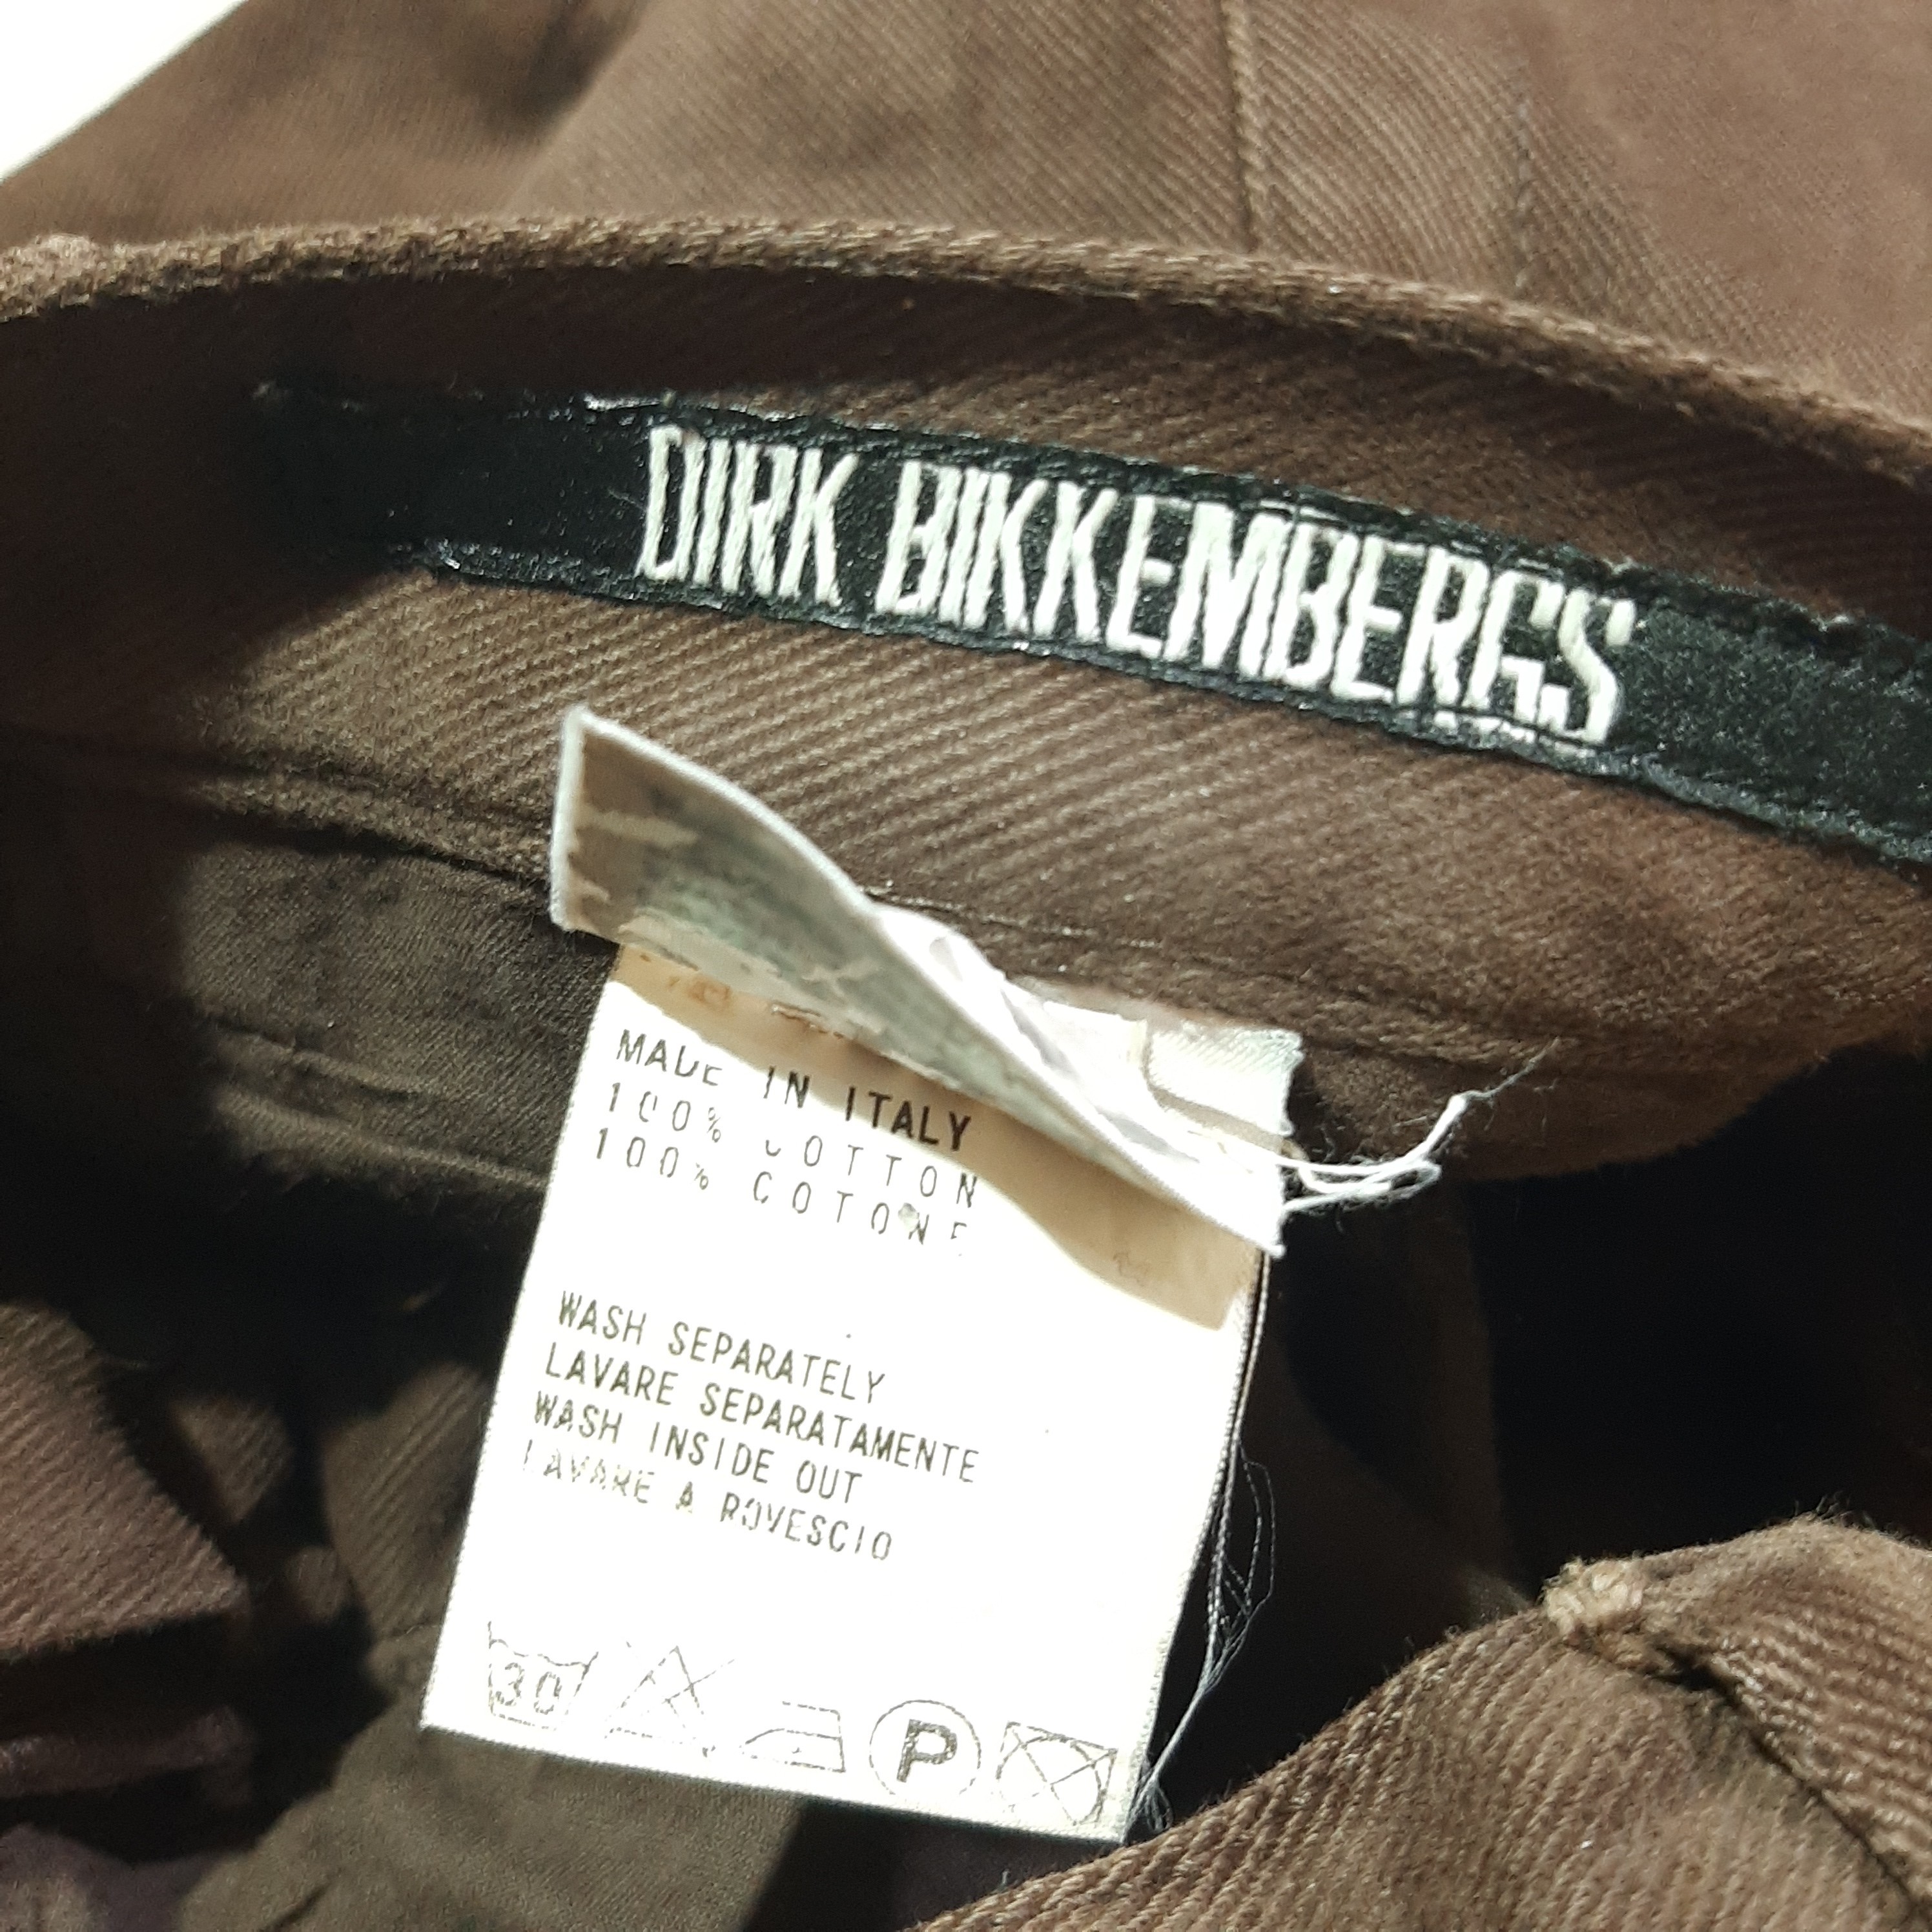 DIRK BIKKEMBERGS
MADE IN ITALY
100% COTTON
100% COTONE
WASH SEPARATELY
LAVARE SEPARATAMENTE
WASH INSIDE OUT
LAVARE A ROVESCIO
30
P